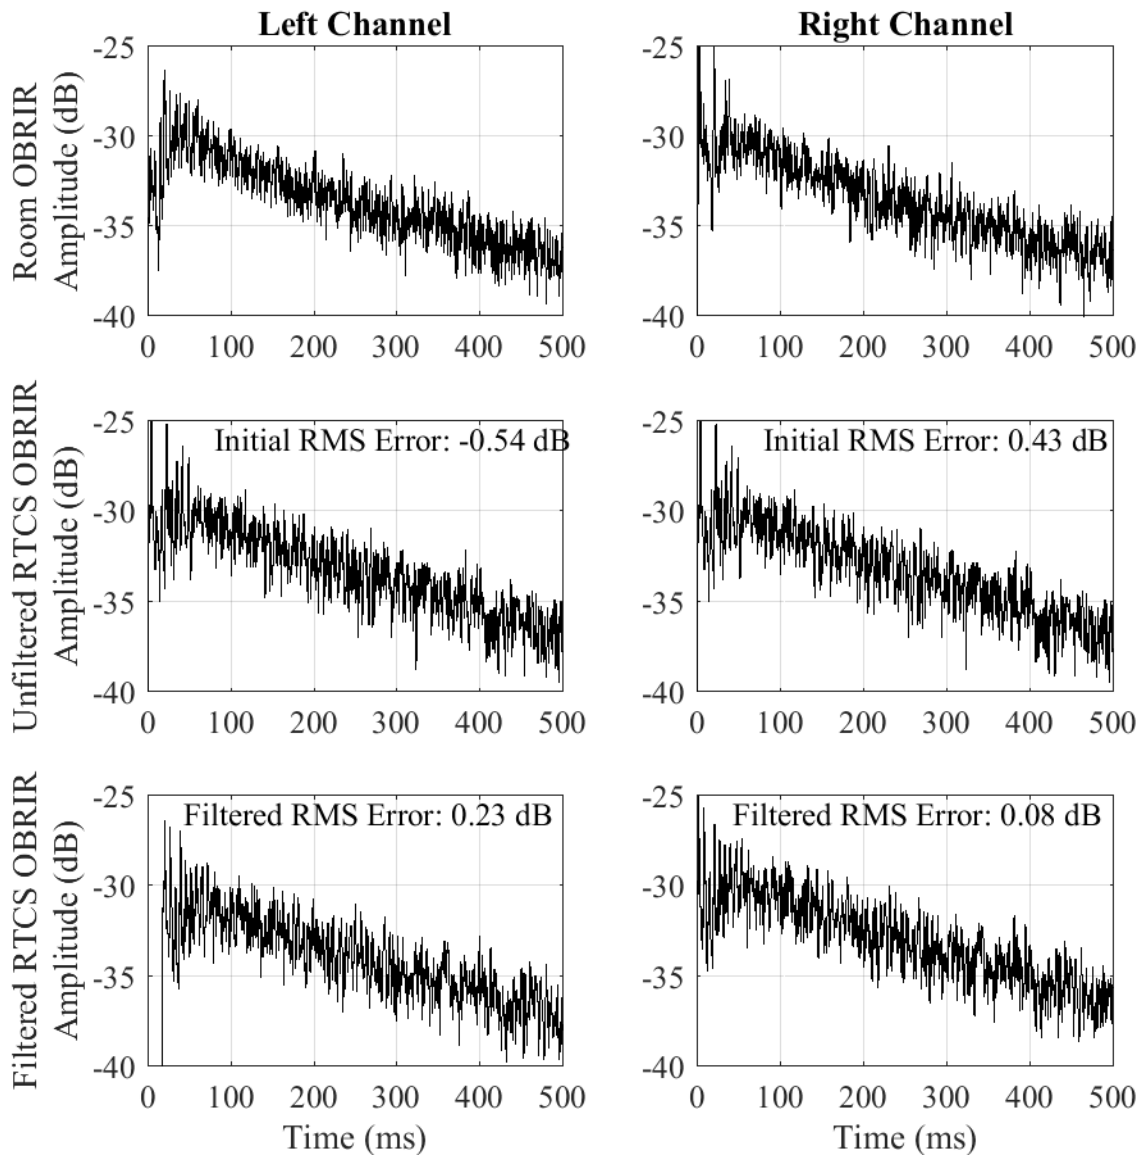 Left Channel
Right Channel
Room OBRIR
Amplitude (dB)
-25
-30
-35
-40
0 100 200 300 400 500
-25
-30
-35
-40
0 100 200 300 400 500
Unfiltered RTCS OBRIR
Amplitude (dB)
-25
-30
-35
-40
Initial RMS Error: -0.54 dB
0 100 200 300 400 500
-25
-30
-35
-40
Initial RMS Error: 0.43 dB
0 100 200 300 400 500
Filtered RTCS OBRIR
Amplitude (dB)
-25
-30
-35
-40
Filtered RMS Error: 0.23 dB
0 100 200 300 400 500
Time (ms)
-25
-30
-35
-40
Filtered RMS Error: 0.08 dB
0 100 200 300 400 500
Time (ms)